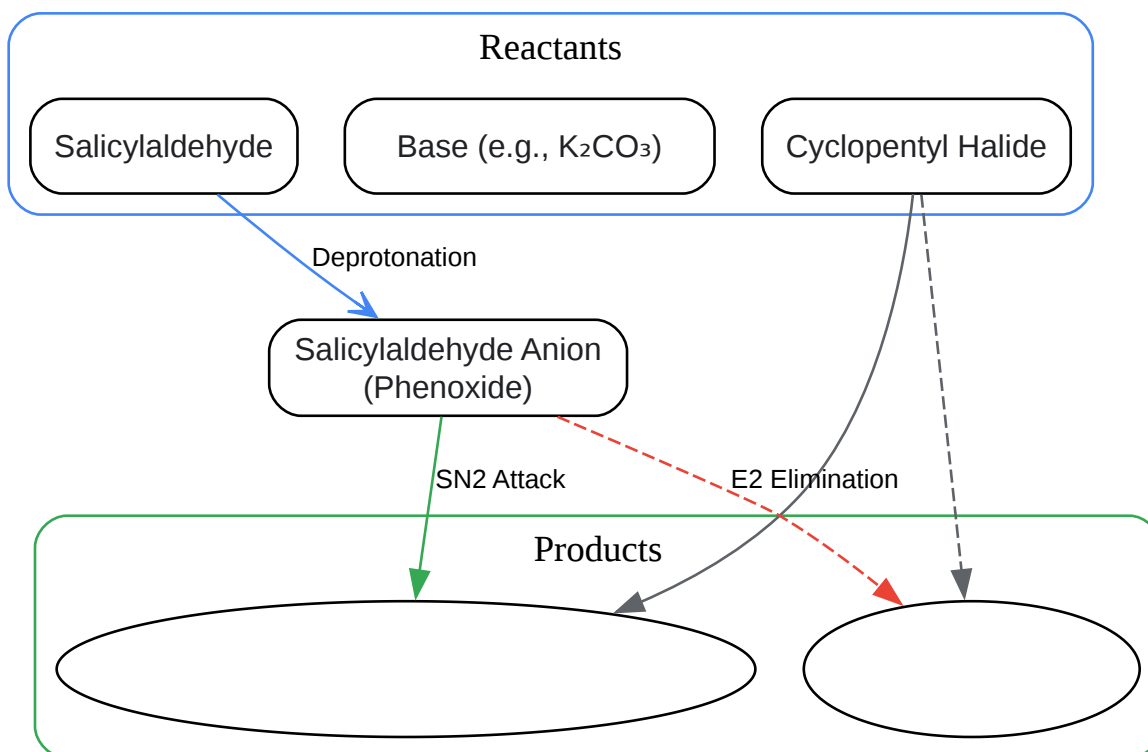 Reactants
Salicylaldehyde
Base (e.g., K₂CO₃)
Cyclopentyl Halide
Deprotonation
Salicylaldehyde Anion
(Phenoxide)
SN2 Attack
E2 Elimination
Products